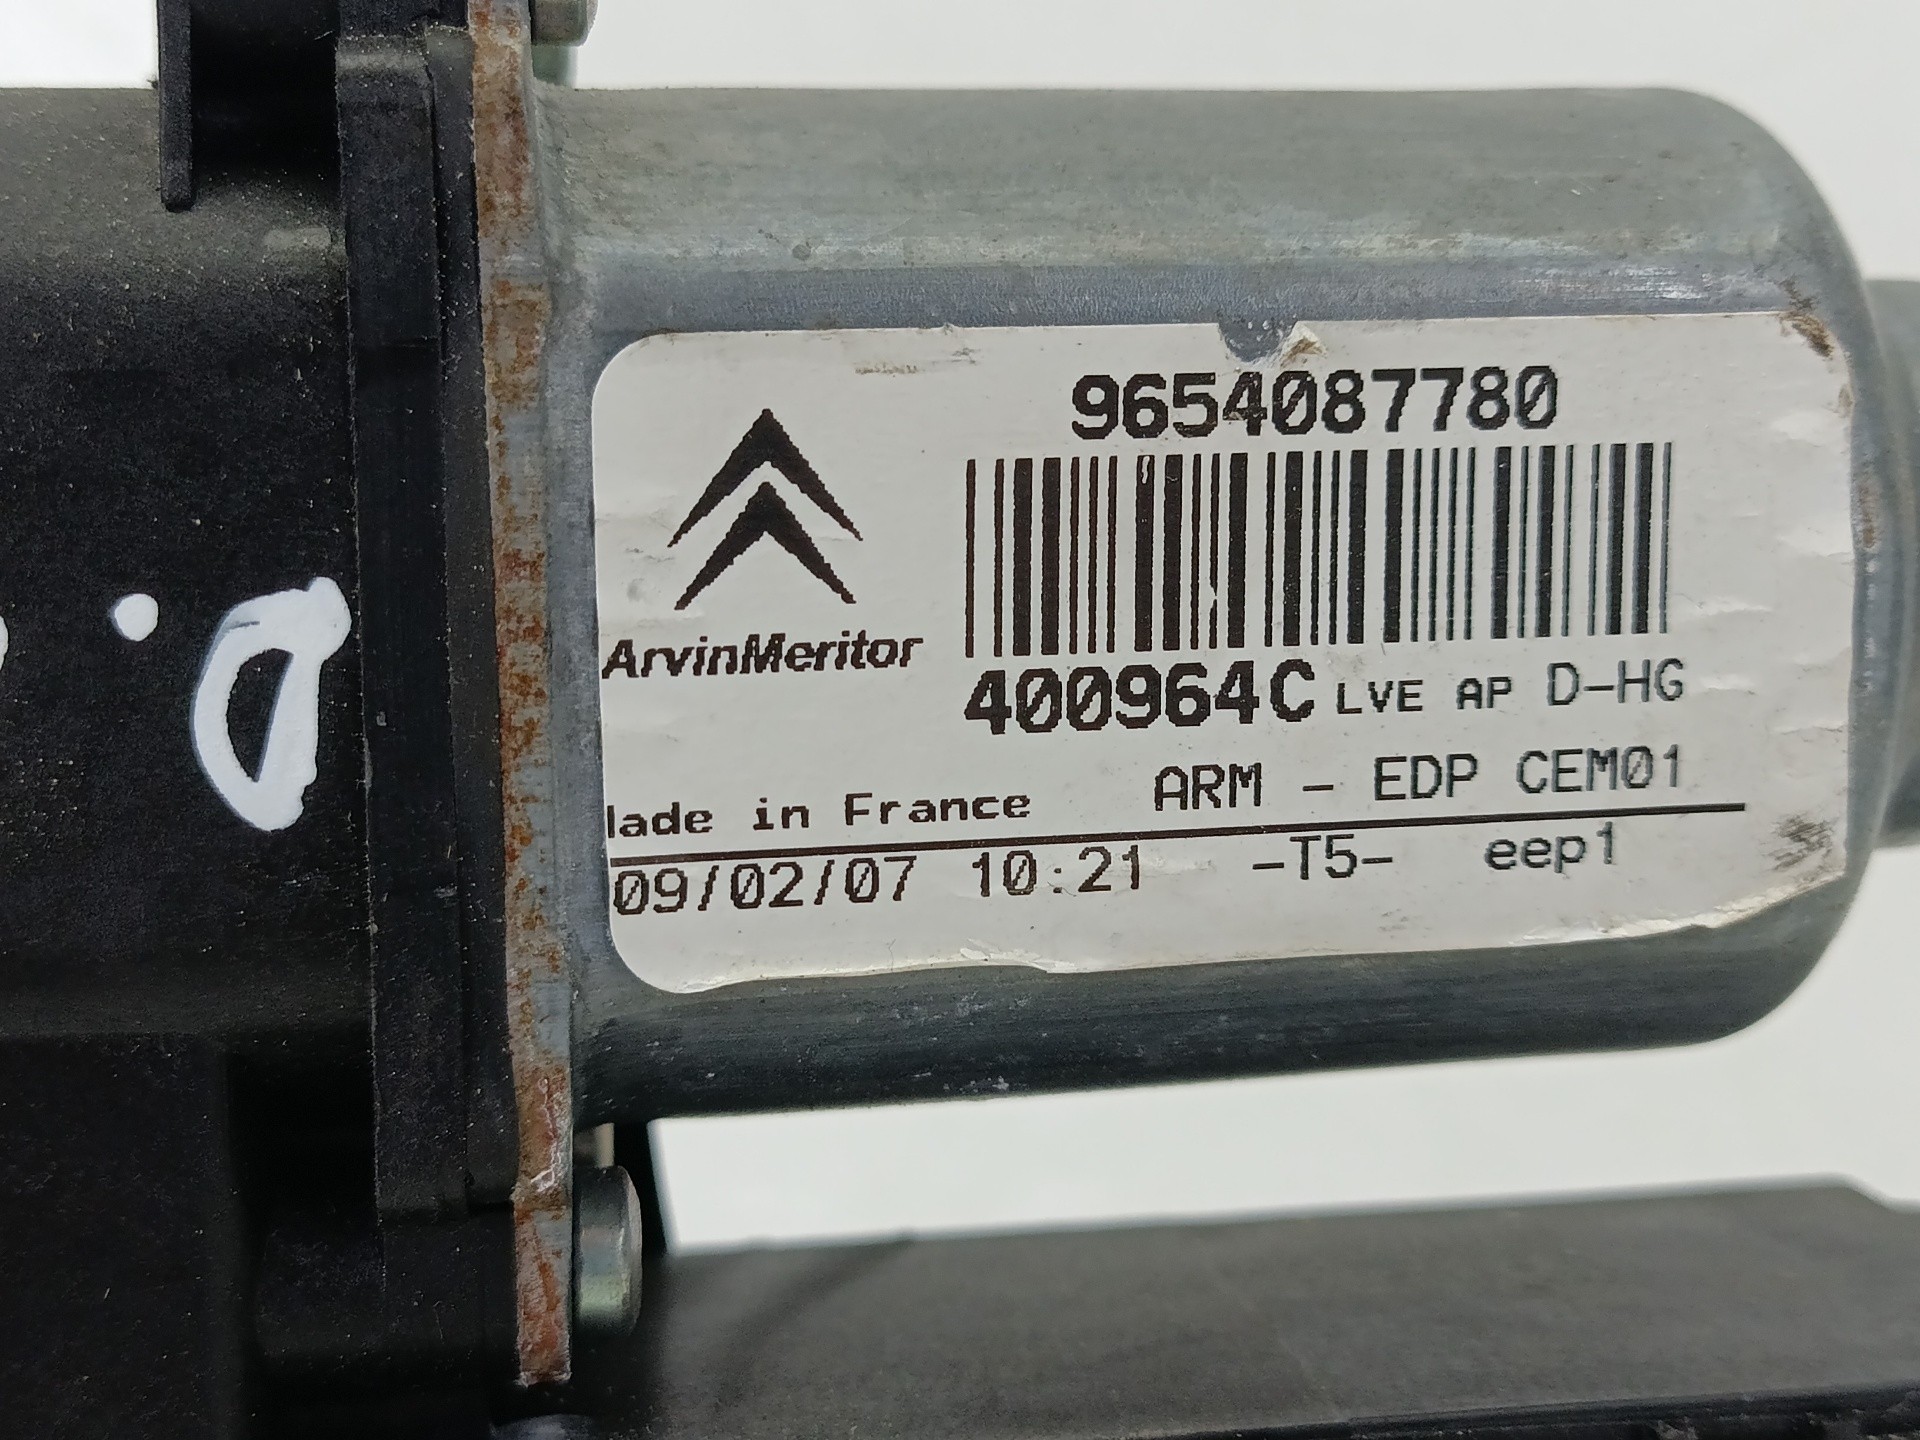 9654087780
ArvinMeritor
400964C LVE AP D-HG
ARM - EDP CEM01
lade in France
09/02/07 10:21 -T5- eep1
D.